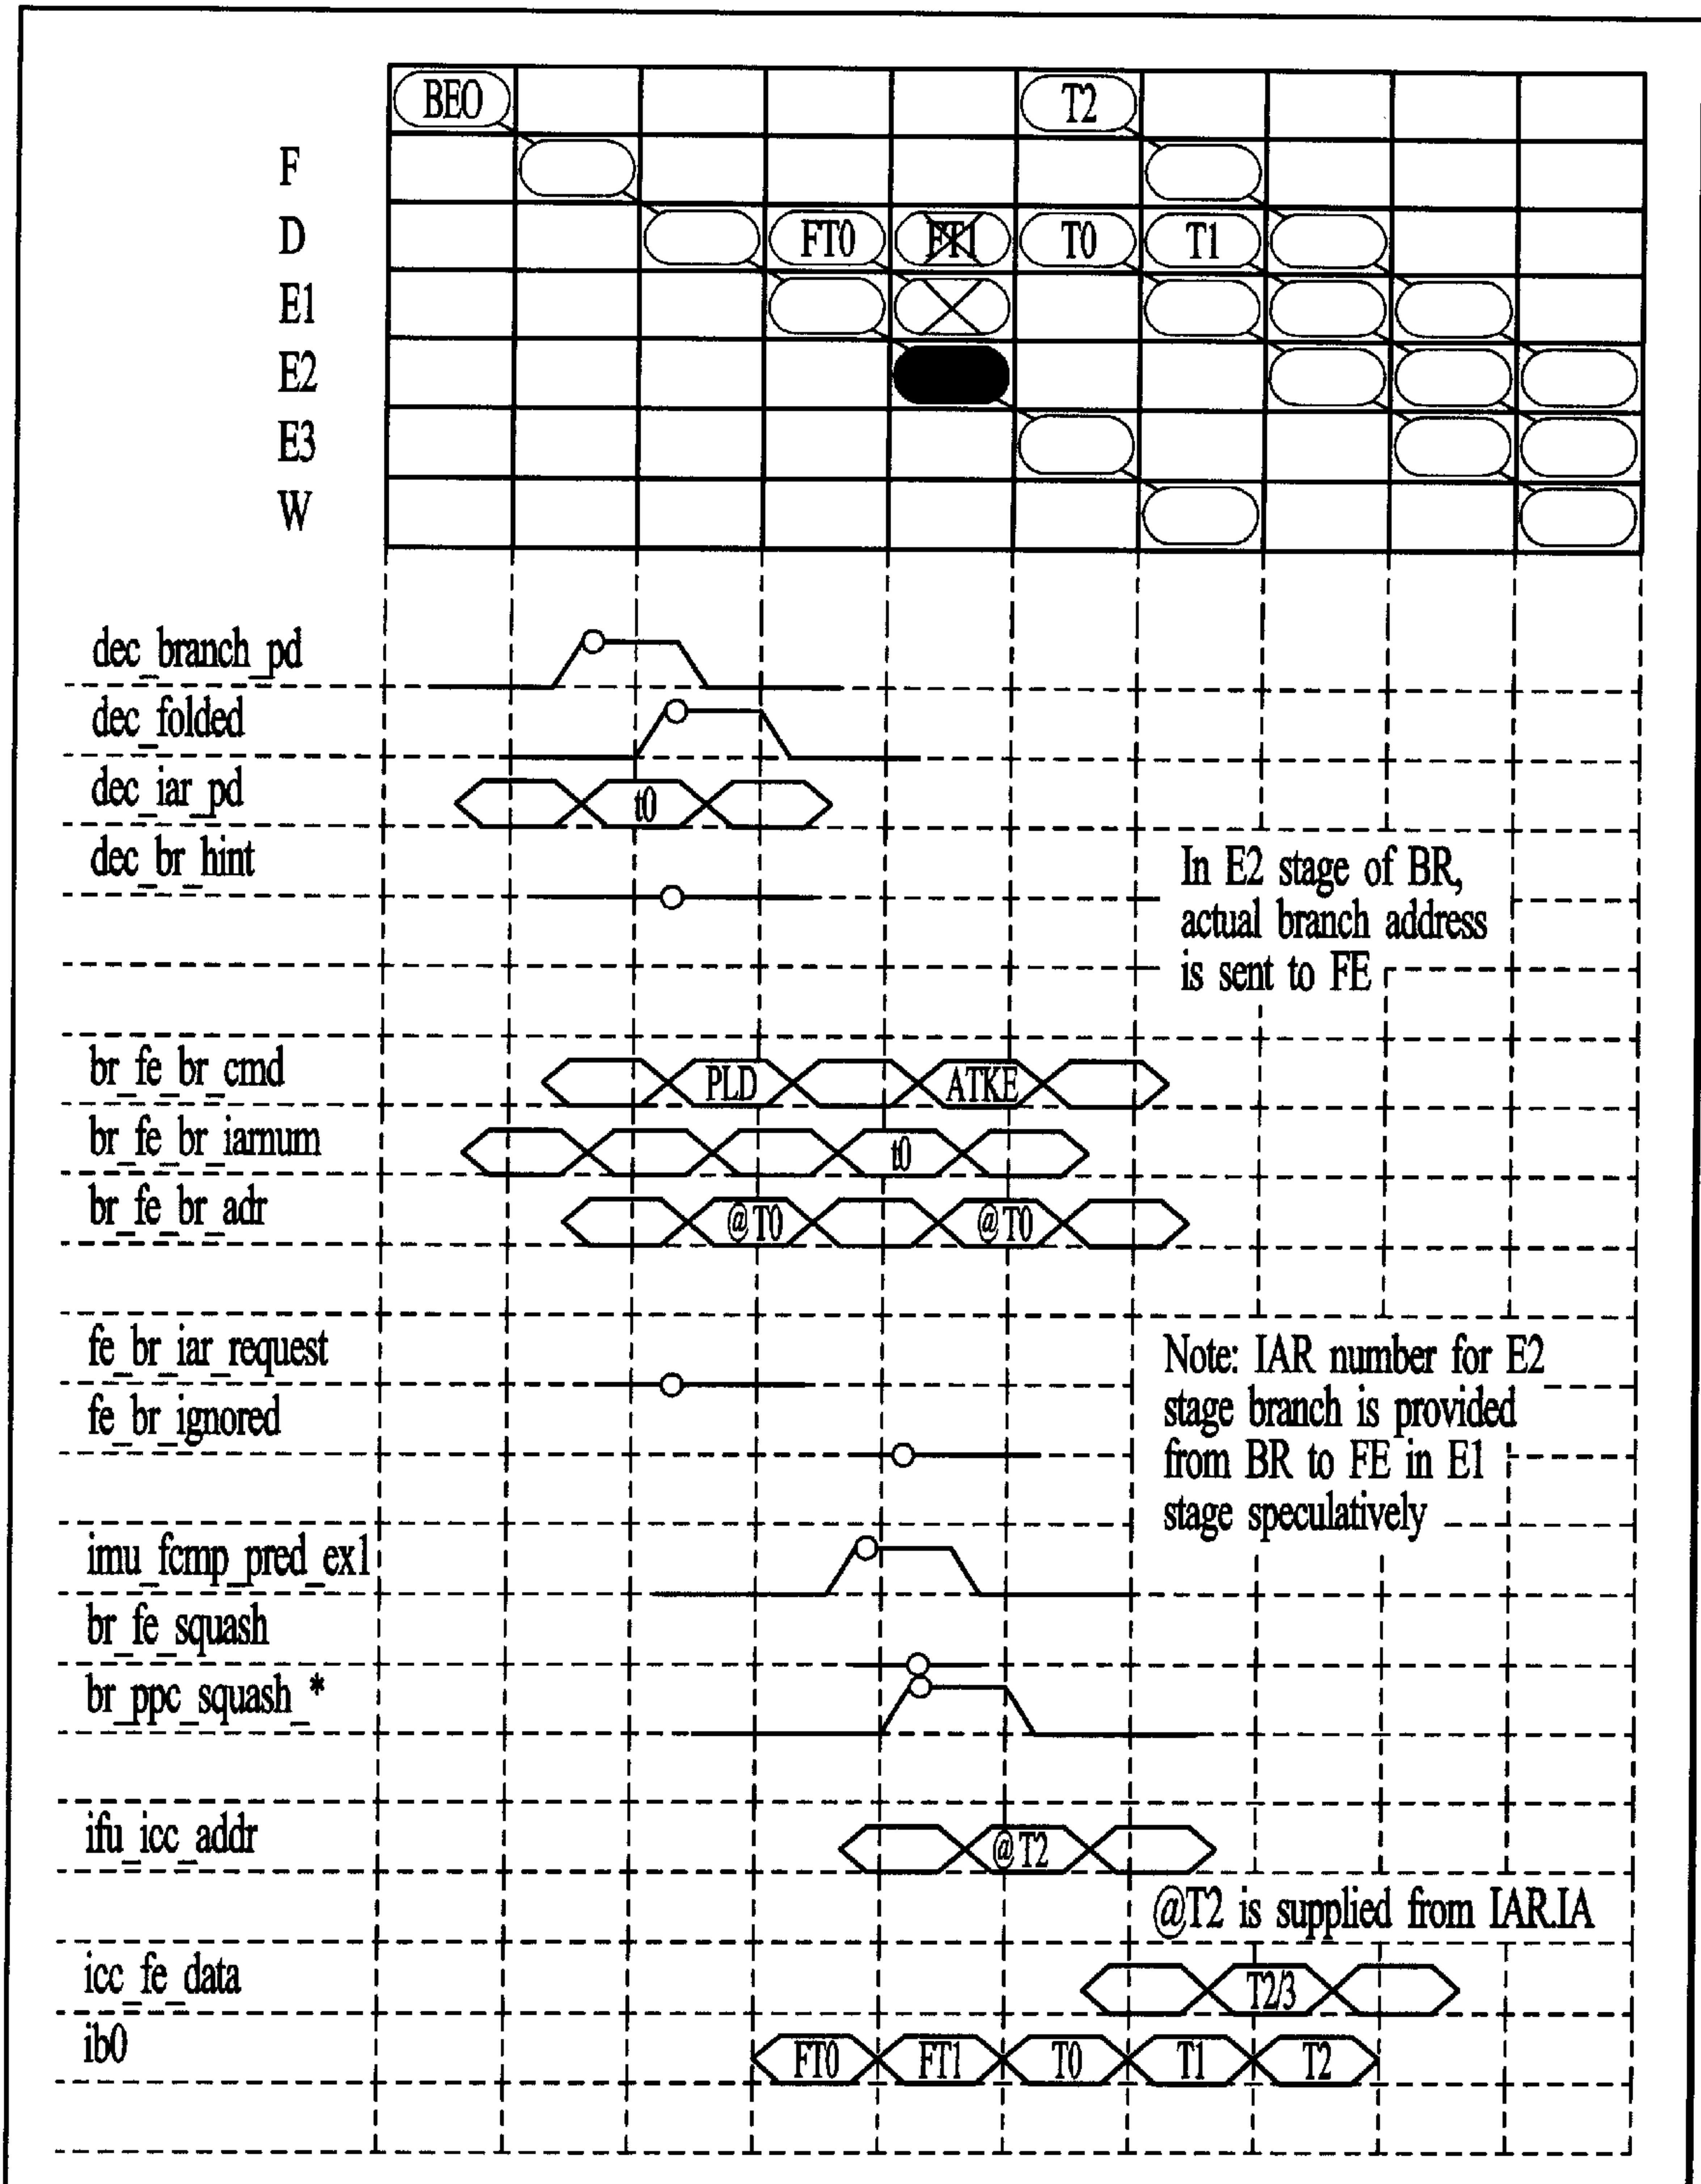 BEO T2
F
D FT0 FT1 T0 T1
E1
E2
E3
W
dec_branch_pd
dec_folded
dec_iar_pd t0
dec_br_hint
In E2 stage of BR,
actual branch address
is sent to FE
br_fe_br_cmd PLD ATKE
br_fe_br_iarnum t0
br_fe_br_adr @T0 @T0
fe_br_iar_request
fe_br_ignored
Note: IAR number for E2
stage branch is provided
from BR to FE in E1
stage speculatively
imu_fcmp_pred_ex1
br_fe_squash
br_ppc_squash_*
ifu_icc_addr @T2
@T2 is supplied from IAR.IA
icc_fe_data T2/3
ib0 FT0 FT1 T0 T1 T2